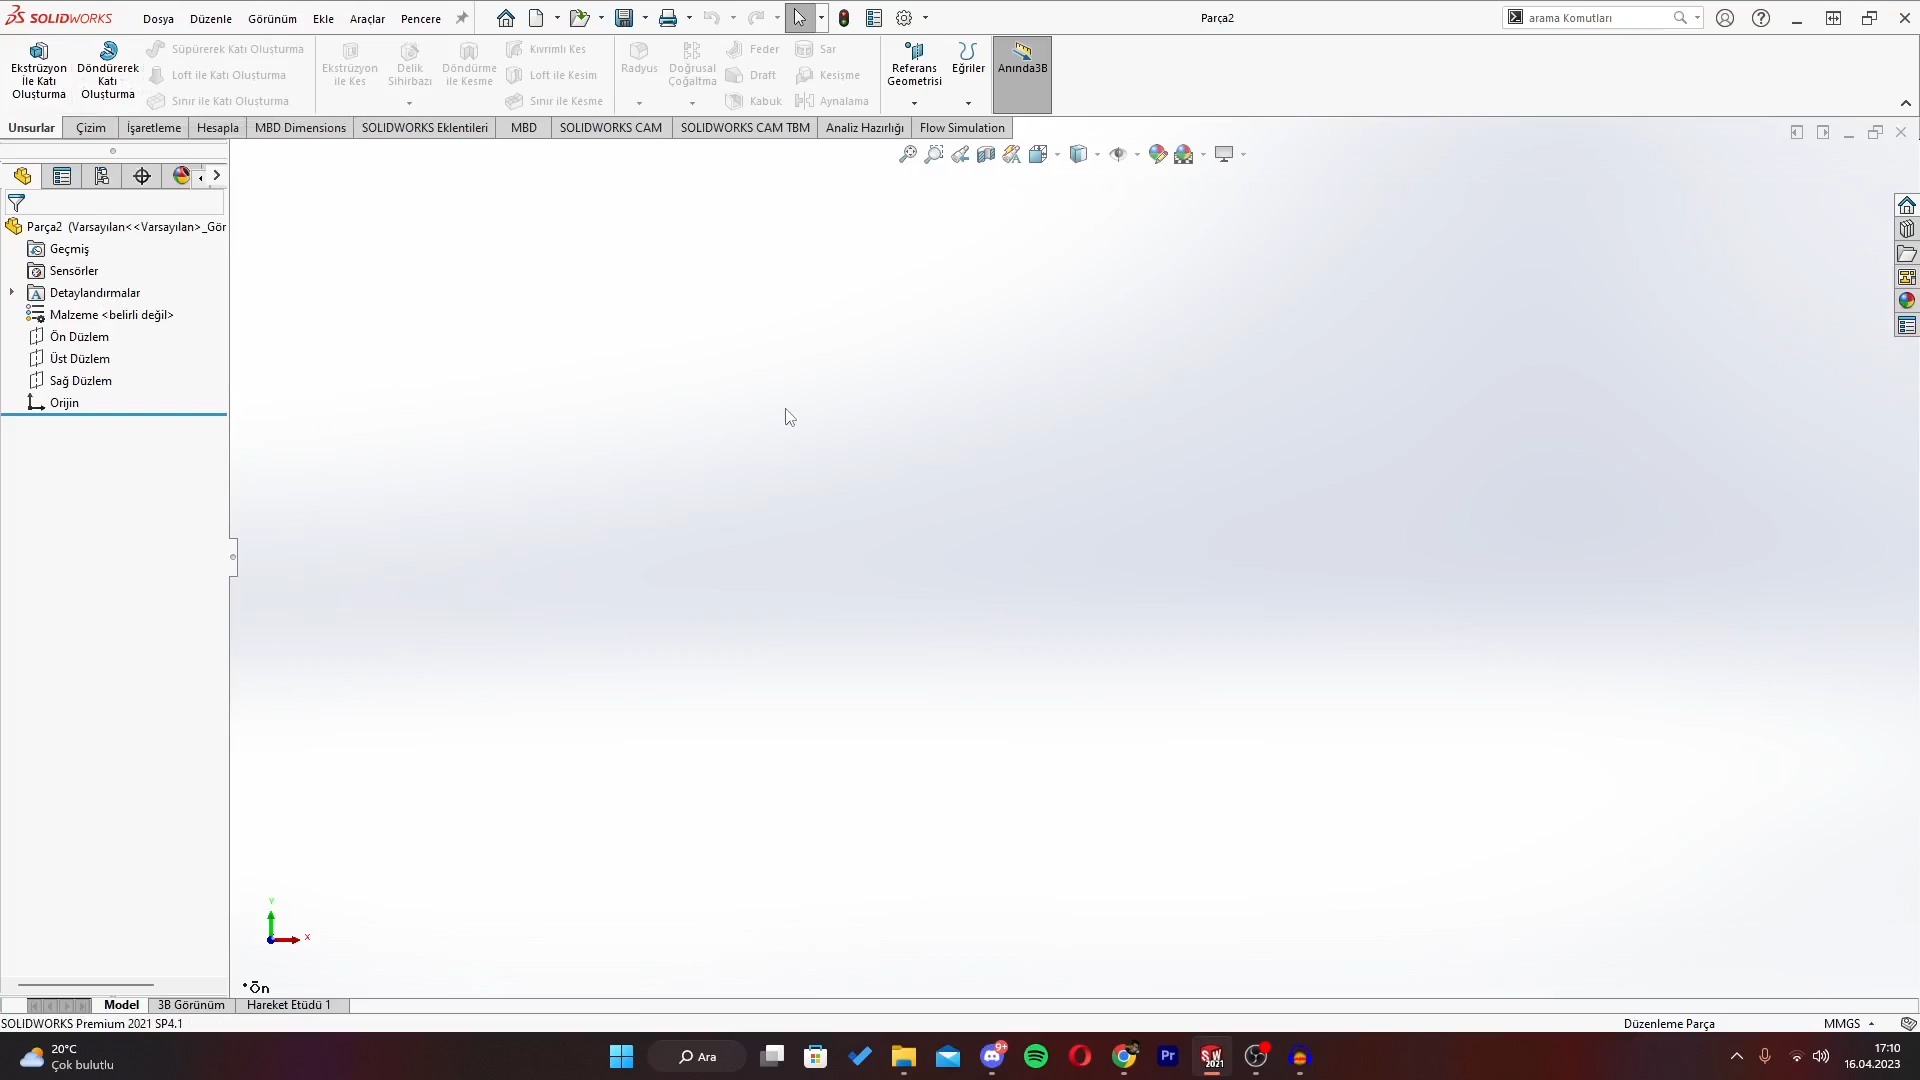 SOLIDWORKS
Dosya Düzenle Görünüm Ekle Araçlar Pencere
Parça2
arama Komutları
Ekstrüzyon İle Katı Oluşturma
Döndürerek Katı Oluşturma
Süpürerek Katı Oluşturma
Loft ile Katı Oluşturma
Sınır ile Katı Oluşturma
Ekstrüzyon ile Kes
Delik Sihirbazı
Döndürme ile Kesme
Kıvrımlı Kes
Loft ile Kesim
Sınır ile Kesme
Radyus
Doğrusal Çoğaltma
Feder
Draft
Kabuk
Sar
Kesişme
Aynalama
Referans Geometrisi
Eğriler
Anında3B
Unsurlar Çizim İşaretleme Hesapla MBD Dimensions SOLIDWORKS Eklentileri MBD SOLIDWORKS CAM SOLIDWORKS CAM TBM Analiz Hazırlığı Flow Simulation
Parça2 (Varsayılan<<Varsayılan>_Gör
Geçmiş
Sensörler
Detaylandırmalar
Malzeme <belirli değil>
Ön Düzlem
Üst Düzlem
Sağ Düzlem
Orijin
Y
X
*Ön
Model 3B Görünüm Hareket Etüdü 1
SOLIDWORKS Premium 2021 SP4.1
Düzenleme Parça
MMGS
20°C
Çok bulutlu
Ara
9+
Pr
SW
2021
17:10
16.04.2023